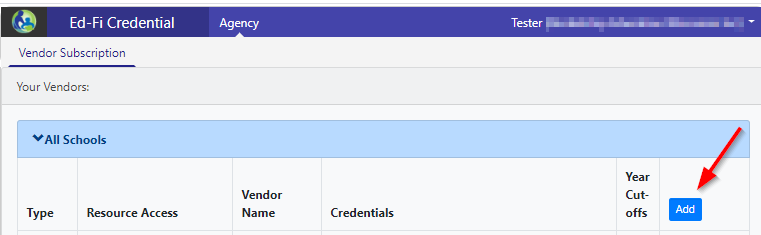 Ed-Fi Credential Agency Tester
Vendor Subscription
Your Vendors:
All Schools
Type Resource Access Vendor Name Credentials Year Cut-offs Add